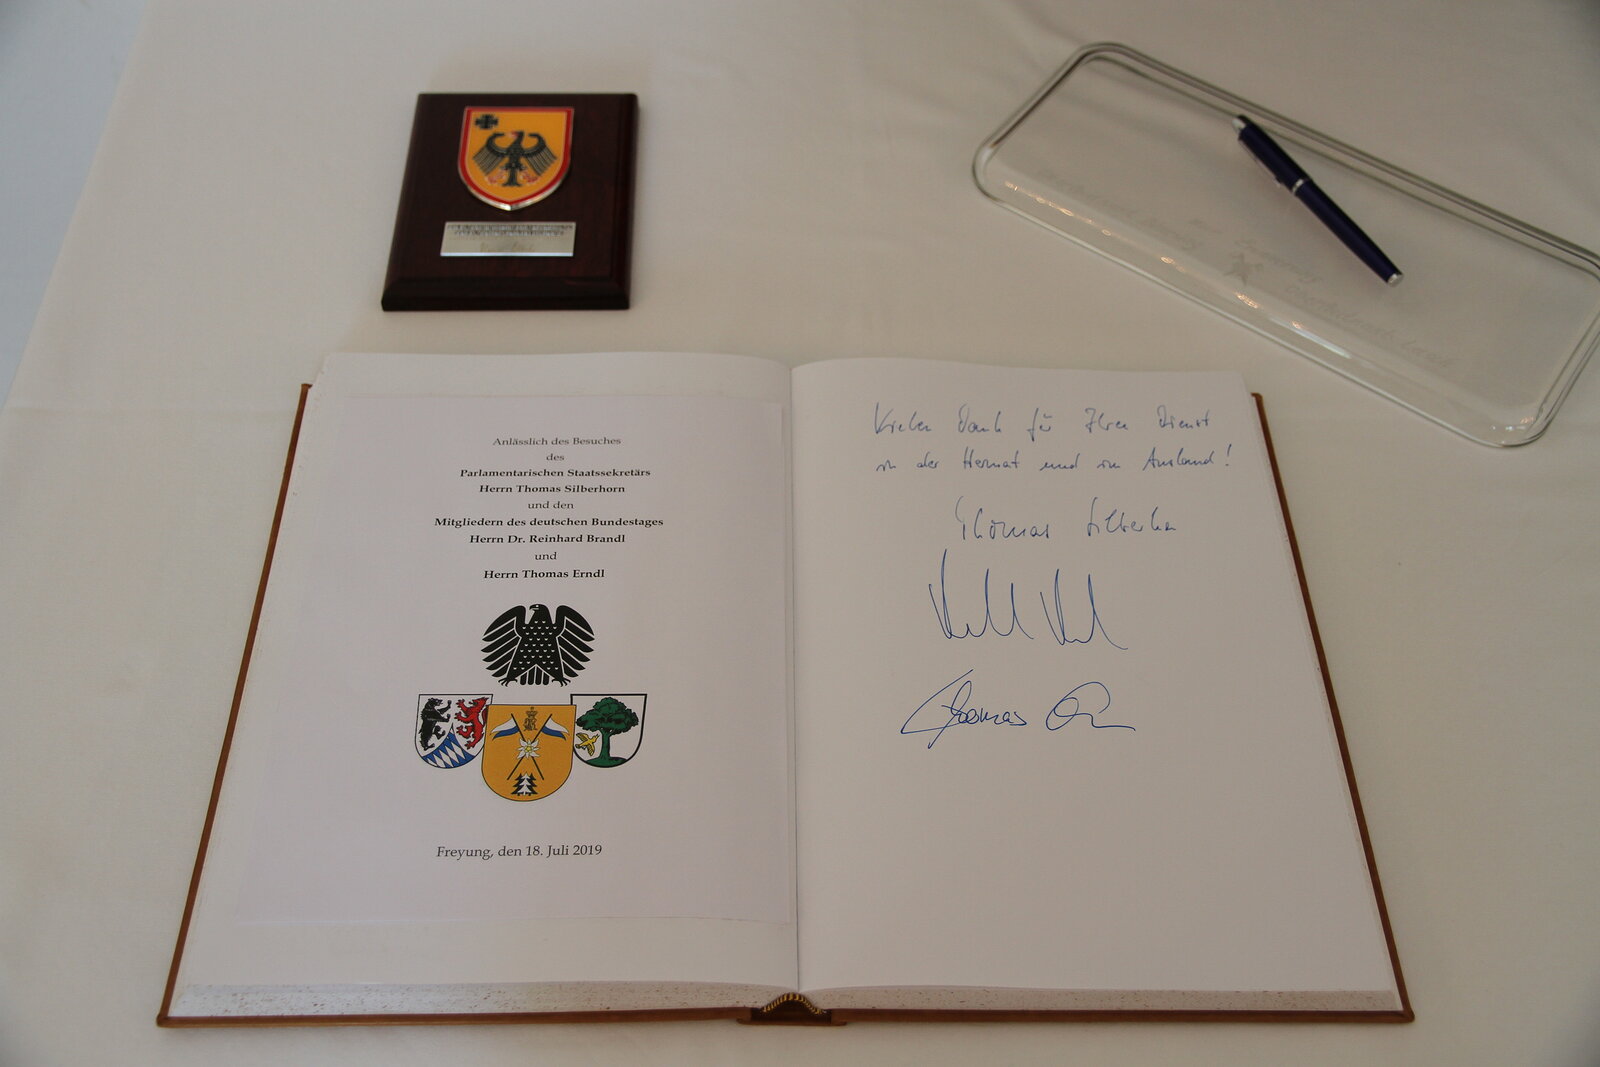 Anlässlich des Besuches
des
Parlamentarischen Staatssekretärs
Herrn Thomas Silberhorn
und den
Mitgliedern des deutschen Bundestages
Herrn Dr. Reinhard Brandl
und
Herrn Thomas Erndl
Freyung, den 18. Juli 2019
Vielen Dank für Ihren Dienst
in der Heimat und im Ausland!
Thomas Silberhorn
Thomas